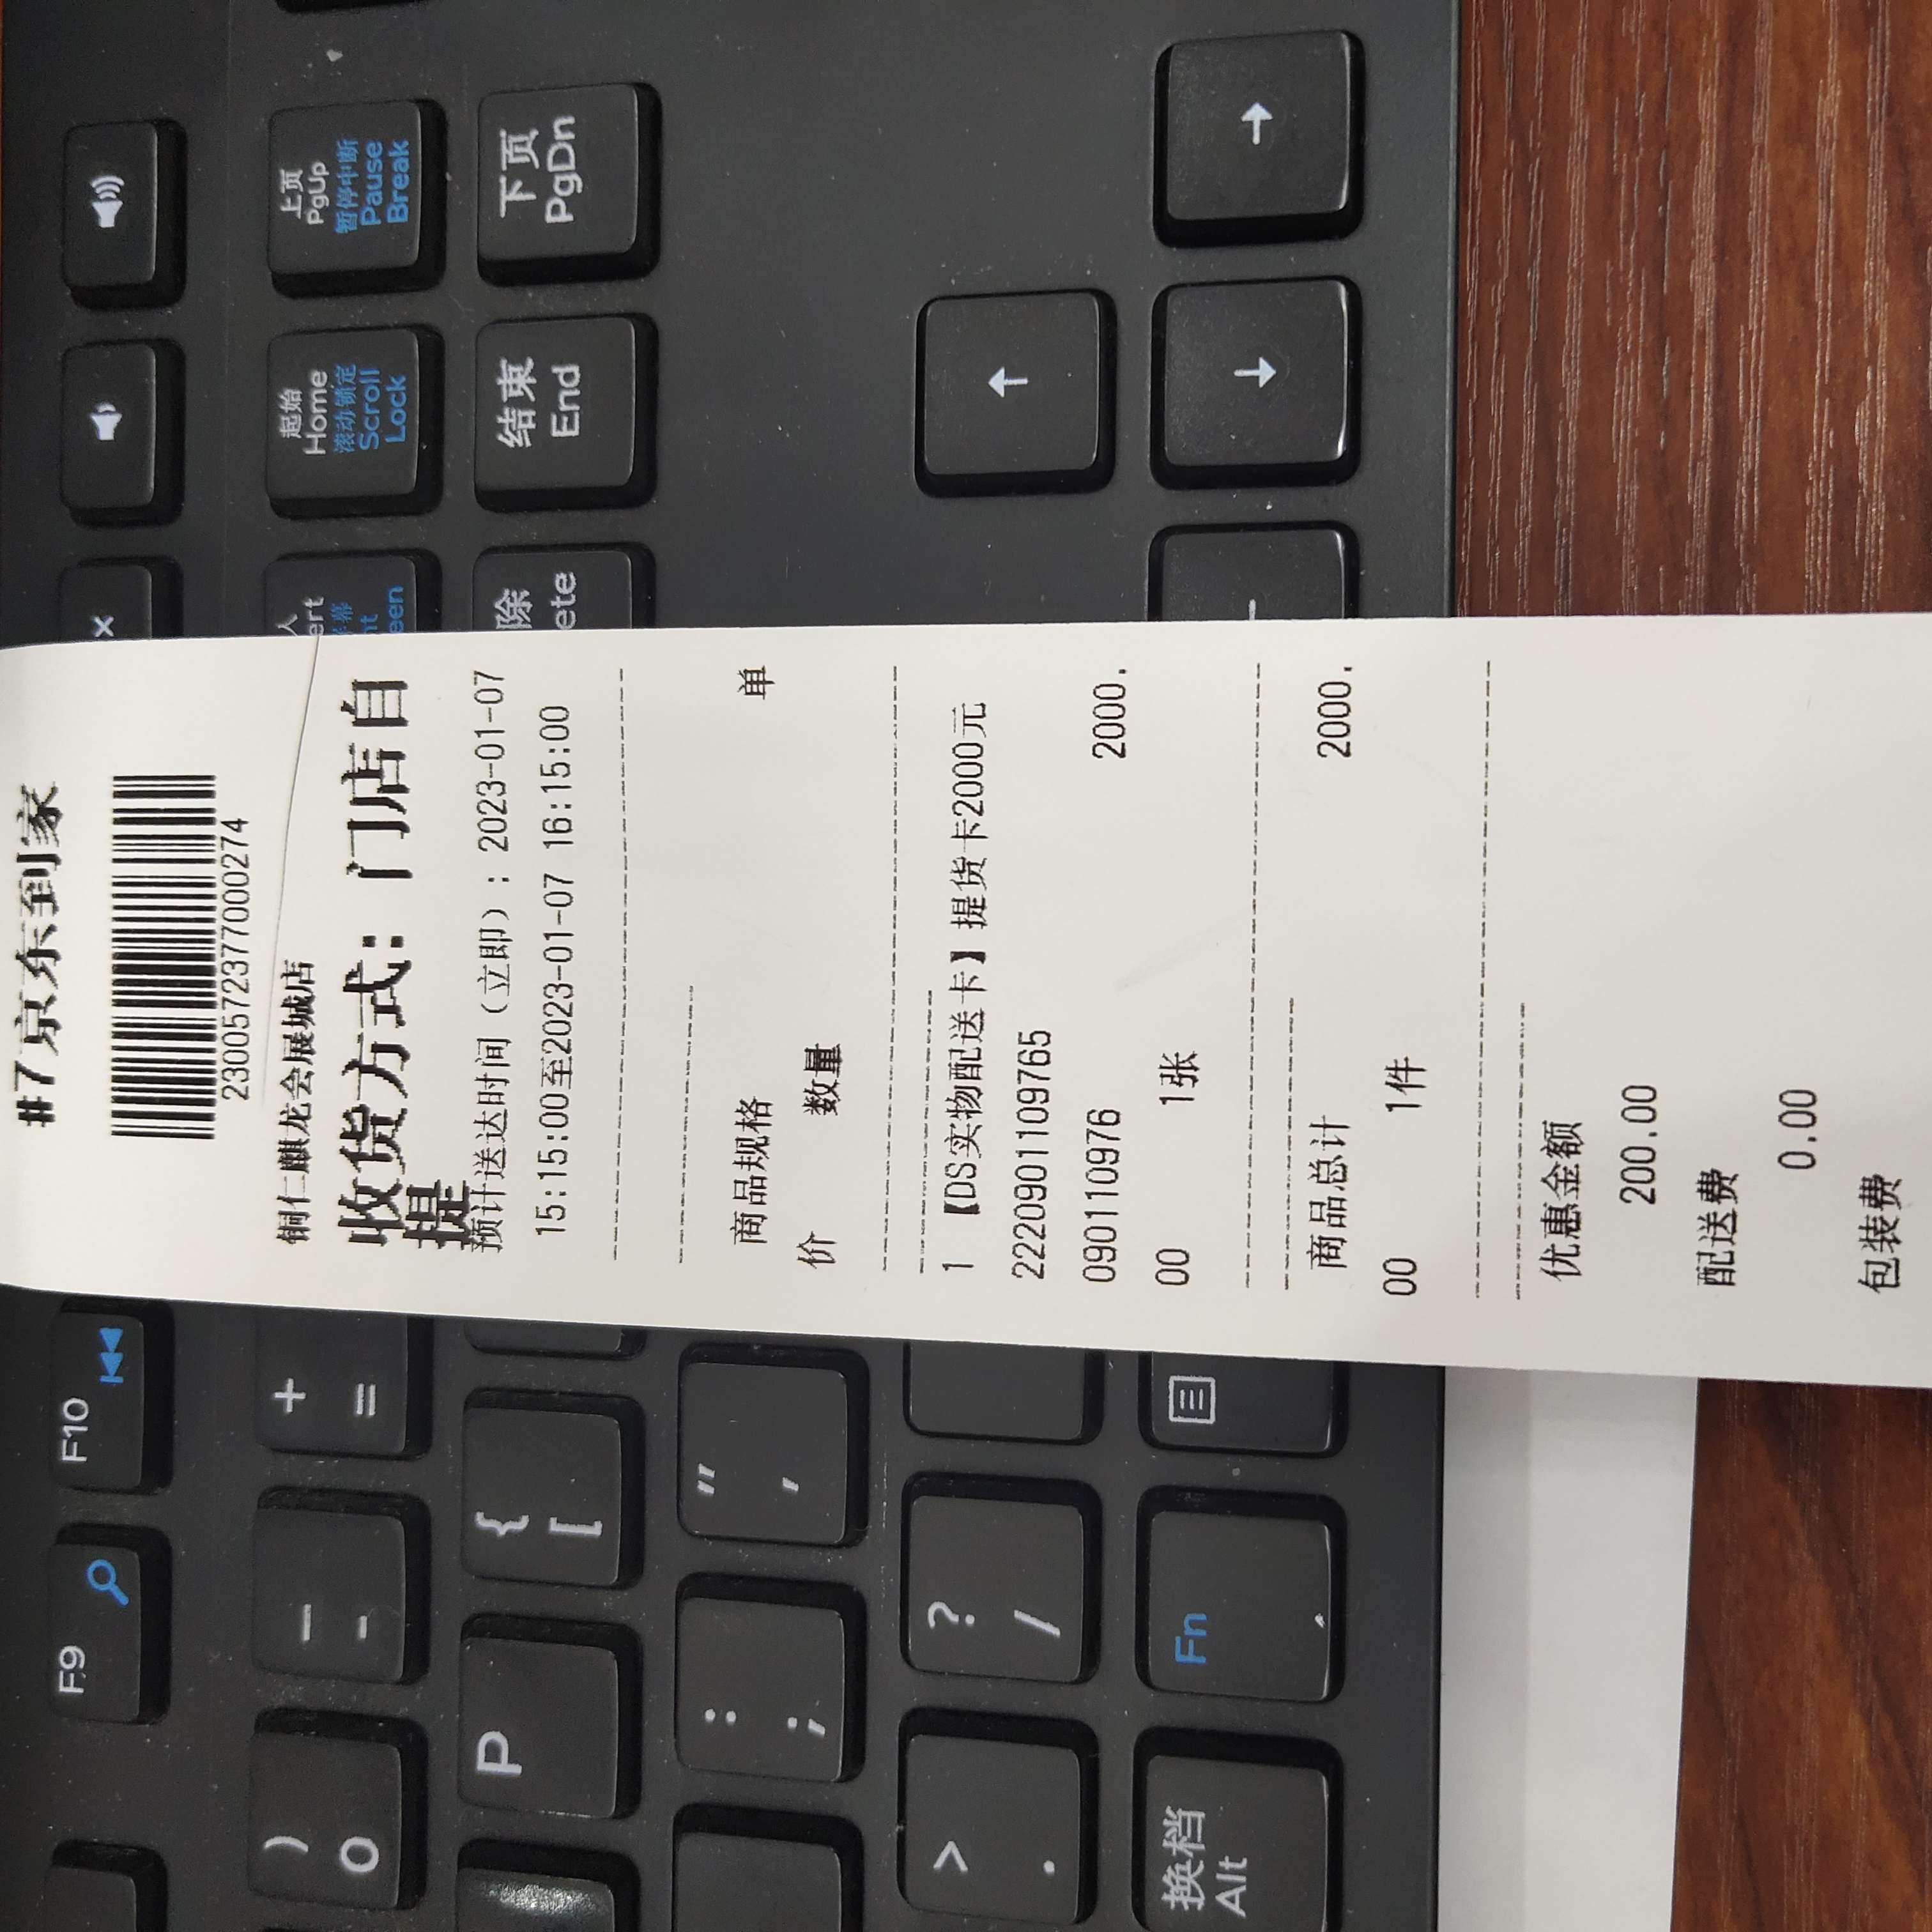 #7京东到家
2300572377000274
铜仁麒龙会展城店
收货方式: 门店自
提
预计送达时间（立即）: 2023-01-07
15:15:00至2023-01-07 16:15:00
商品规格 单
价 数量
1 【DS实物配送卡】提货卡2000元
2220901109765
0901110976 2000.
00 1张
商品总计 2000.
00 1件
优惠金额
200.00
配送费
0.00
包装费
上页
PgUp
暂停中断
Pause
Break
下页
PgDn
起始
Home
滚动锁定
Scroll
Lock
结束
End
ert
een
除
ete
F10
F9
+
=
—
-
)
0
{
[
P
"
'
:
;
?
/
>
.
Fn
换档
Alt